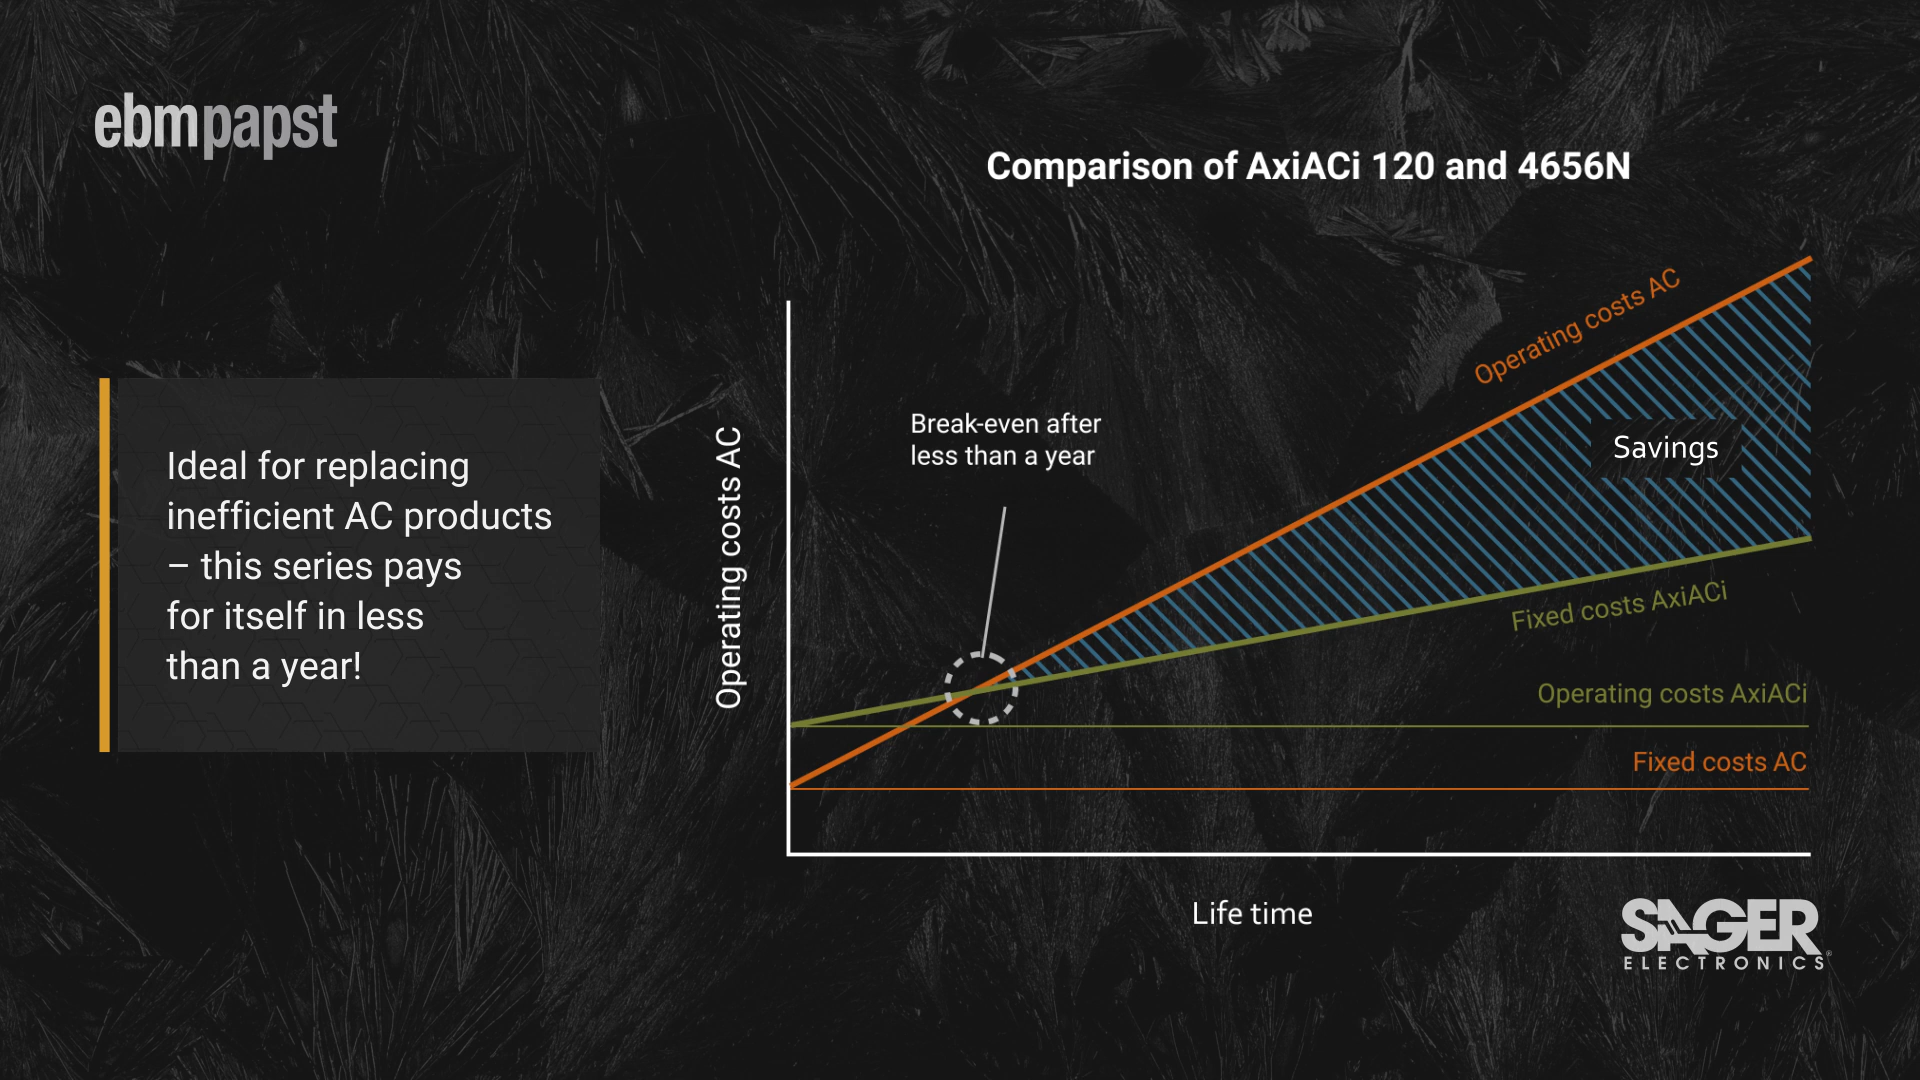 ebmpapst
Comparison of AxiACi 120 and 4656N
Ideal for replacing
inefficient AC products
– this series pays
for itself in less
than a year!
Operating costs AC
Break-even after
less than a year
Operating costs AC
Savings
Fixed costs AxiACi
Operating costs AxiACi
Fixed costs AC
Life time
SAGER
ELECTRONICS®